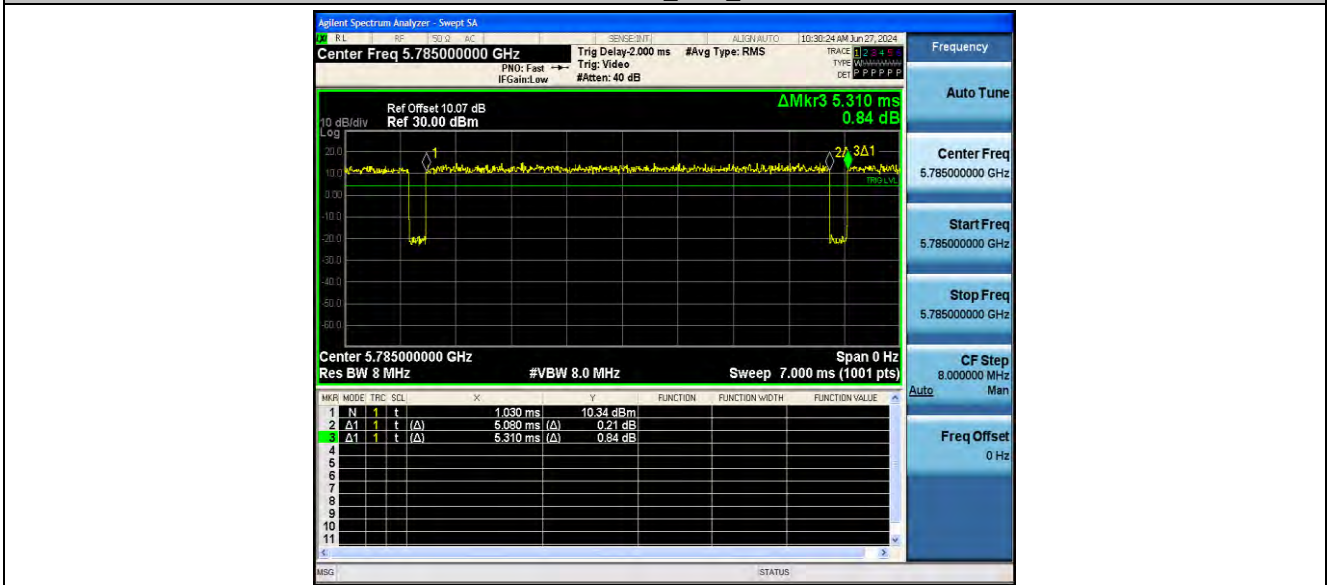 Agilent Spectrum Analyzer - Swept SA
RL RF 50 Ω AC SENSE:INT ALIGN AUTO 10:30:24 AM Jun 27, 2024
Center Freq 5.785000000 GHz
Trig Delay-2.000 ms #Avg Type: RMS
TRACE 1 2 3 4 5 6
PNO: Fast Trig: Video
TYPE W
IFGain:Low #Atten: 40 dB
DET P P P P P P
Frequency
Auto Tune
Center Freq
5.785000000 GHz
Start Freq
5.785000000 GHz
Stop Freq
5.785000000 GHz
CF Step
8.000000 MHz
Auto Man
Freq Offset
0 Hz
ΔMkr3 5.310 ms
0.84 dB
Ref Offset 10.07 dB
10 dB/div Ref 30.00 dBm
Log
20.0
10.0
0.00
-10.0
-20.0
-30.0
-40.0
-50.0
-60.0
1
2Δ 3Δ1
TRIG LVL
Center 5.785000000 GHz Span 0 Hz
Res BW 8 MHz #VBW 8.0 MHz Sweep 7.000 ms (1001 pts)
MKR MODE TRC SCL X Y FUNCTION FUNCTION WIDTH FUNCTION VALUE
1 N 1 t 1.030 ms 10.34 dBm
2 Δ1 1 t (Δ) 5.080 ms (Δ) 0.21 dB
3 Δ1 1 t (Δ) 5.310 ms (Δ) 0.84 dB
4
5
6
7
8
9
10
11
MSG STATUS